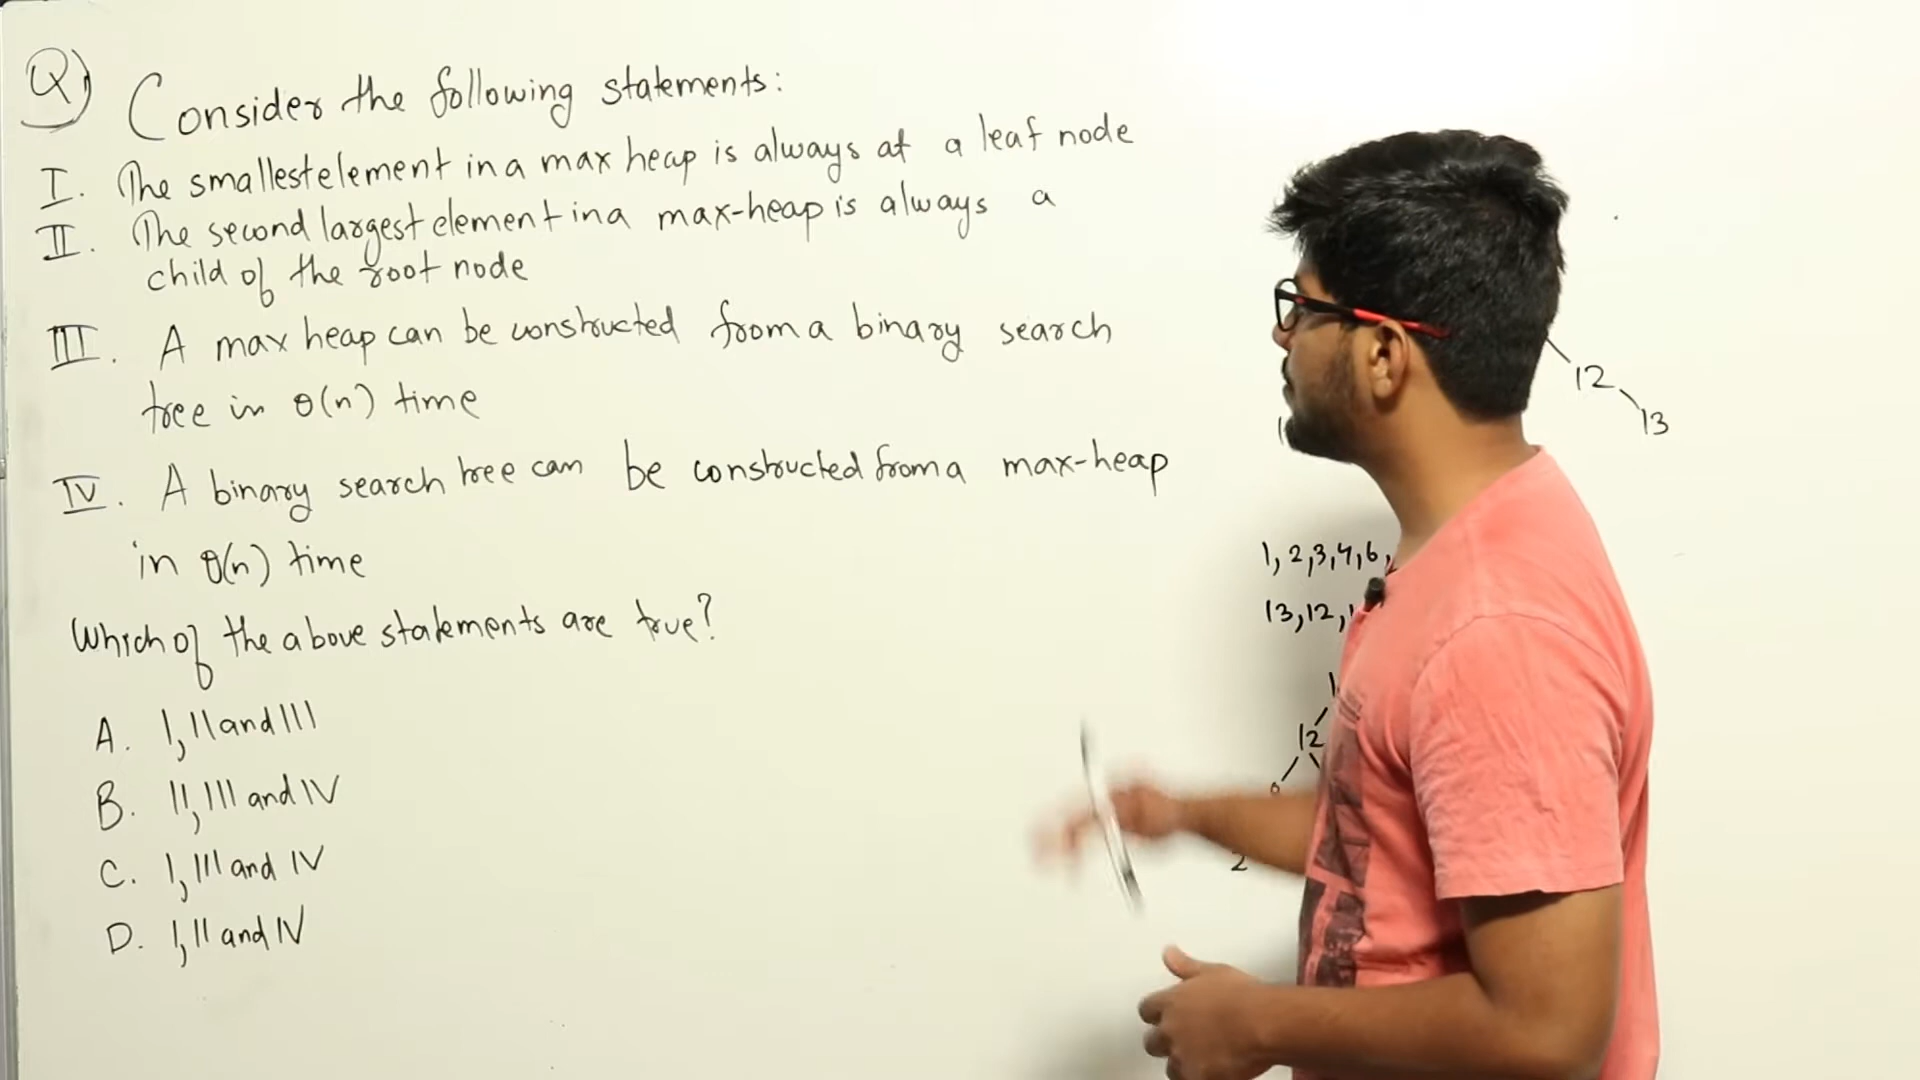 Q) Consider the following statements:
I. The smallest element in a max heap is always at a leaf node
II. The second largest element in a max-heap is always a
child of the root node
III. A max heap can be constructed from a binary search
tree in θ(n) time
IV. A binary search tree can be constructed from a max-heap
in θ(n) time
Which of the above statements are true?
A. I, II and III
B. II, III and IV
C. I, III and IV
D. I, II and IV
12
13
1, 2, 3, 4, 6,
13, 12, 1
12
2